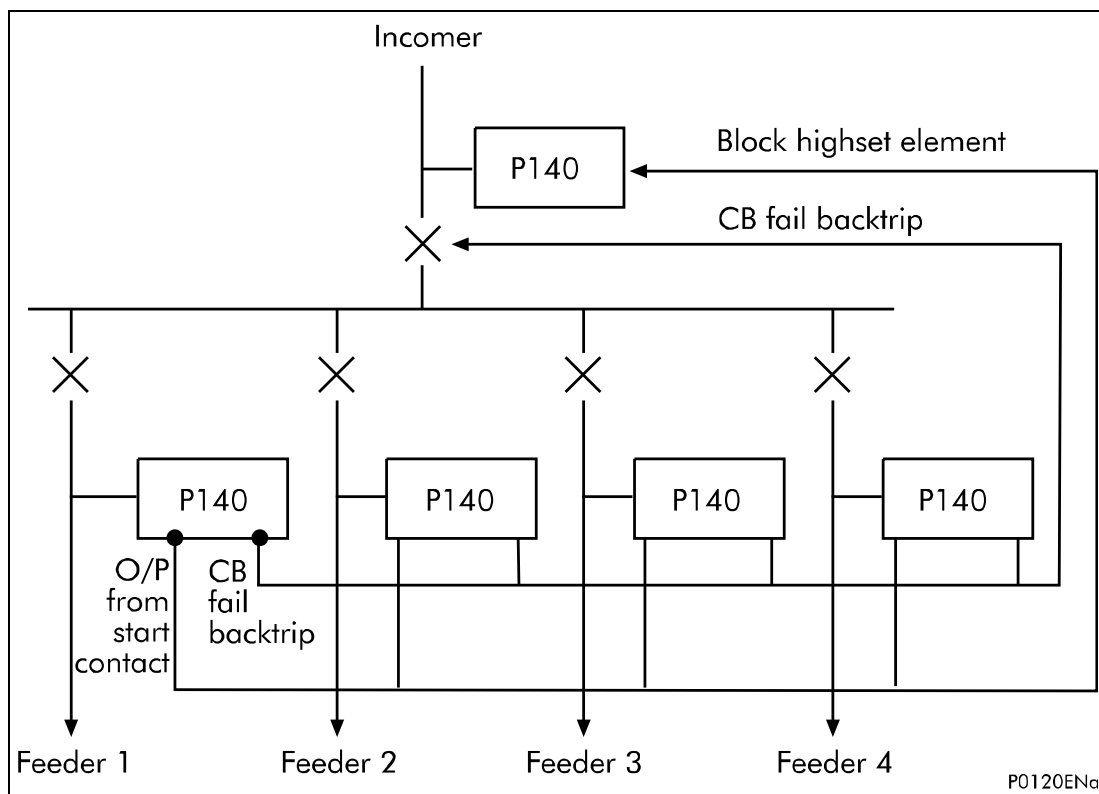 Incomer
P140
Block highset element
CB fail backtrip
P140
P140
P140
P140
O/P
from
start
contact
CB
fail
backtrip
Feeder 1
Feeder 2
Feeder 3
Feeder 4
P0120ENa